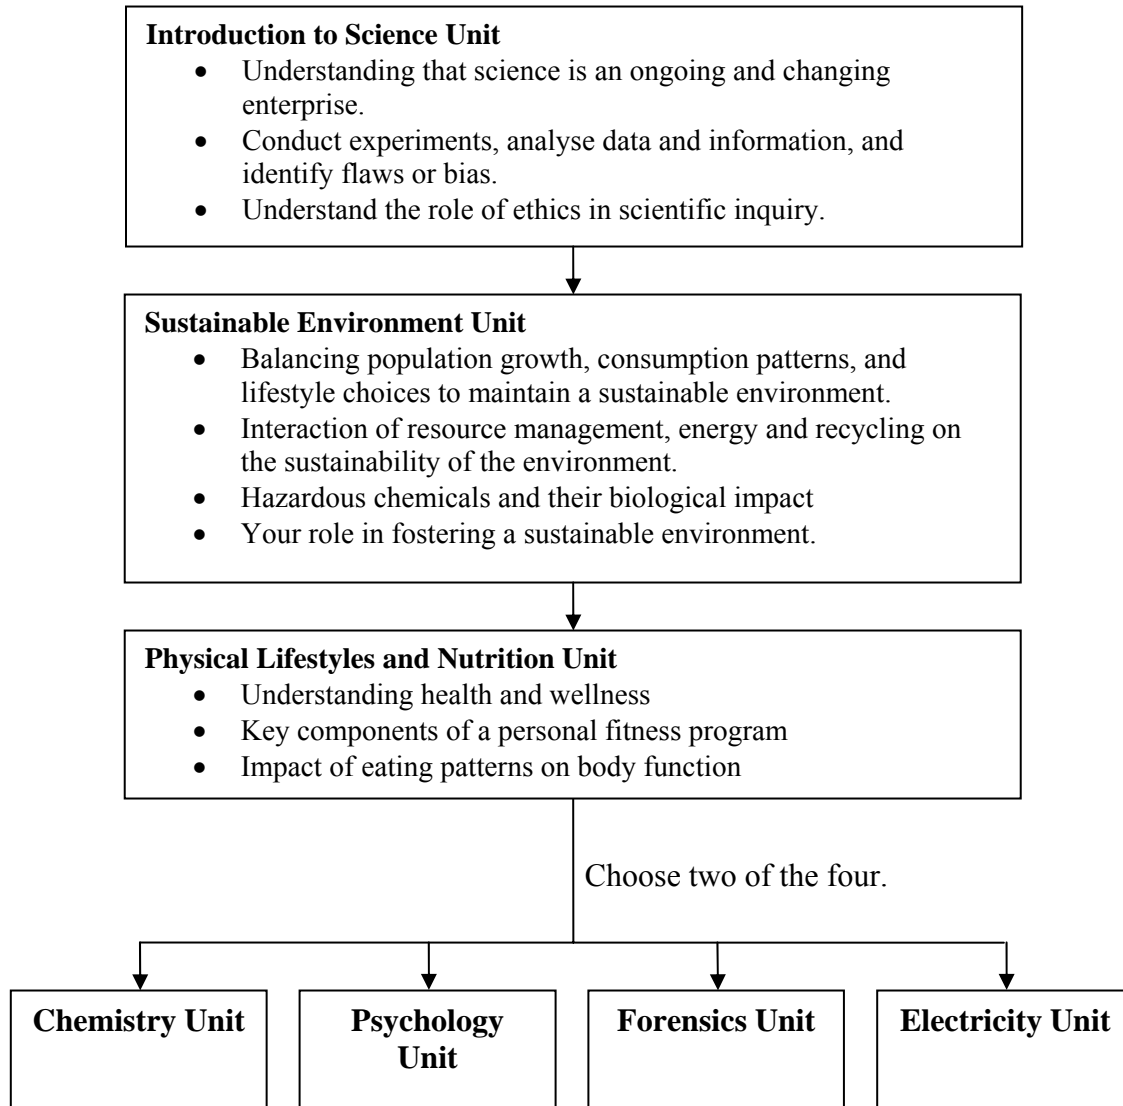 Introduction to Science Unit
• Understanding that science is an ongoing and changing
enterprise.
• Conduct experiments, analyse data and information, and
identify flaws or bias.
• Understand the role of ethics in scientific inquiry.
Sustainable Environment Unit
• Balancing population growth, consumption patterns, and
lifestyle choices to maintain a sustainable environment.
• Interaction of resource management, energy and recycling on
the sustainability of the environment.
• Hazardous chemicals and their biological impact
• Your role in fostering a sustainable environment.
Physical Lifestyles and Nutrition Unit
• Understanding health and wellness
• Key components of a personal fitness program
• Impact of eating patterns on body function
Choose two of the four.
Chemistry Unit
Psychology
Unit
Forensics Unit
Electricity Unit